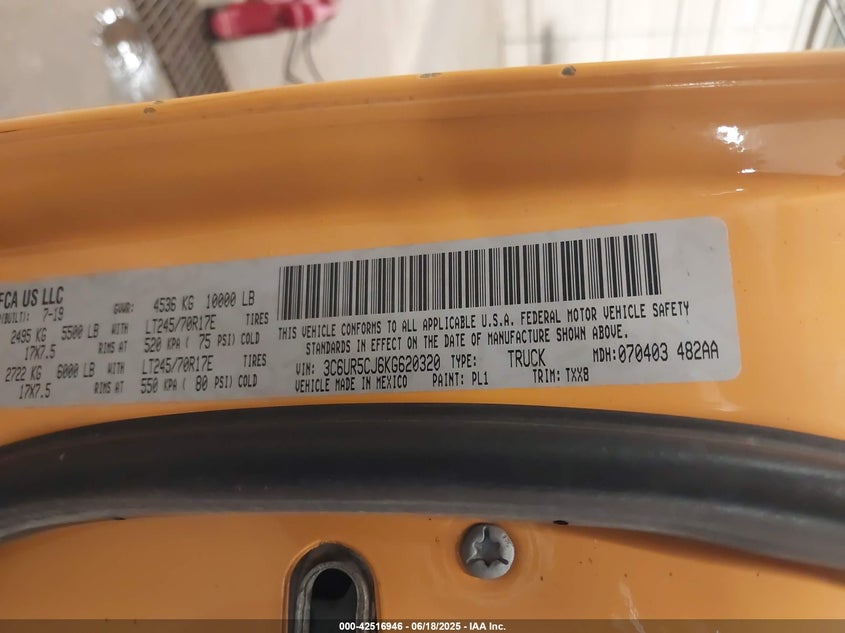 FCA US LLC
(BUILT): 7-19
GVWR: 4536 KG 10000 LB
2495 KG 5500 LB WITH LT245/70R17E TIRES
17X7.5 RIMS AT 520 KPA ( 75 PSI) COLD
2722 KG 6000 LB WITH LT245/70R17E TIRES
17X7.5 RIMS AT 550 KPA ( 80 PSI) COLD
THIS VEHICLE CONFORMS TO ALL APPLICABLE U.S.A. FEDERAL MOTOR VEHICLE SAFETY
STANDARDS IN EFFECT ON THE DATE OF MANUFACTURE SHOWN ABOVE.
VIN: 3C6UR5CJ6KG620320 TYPE: TRUCK MDH:070403 482AA
VEHICLE MADE IN MEXICO PAINT: PL1 TRIM: TXX8
000-42516946 - 06/18/2025 - IAA Inc.